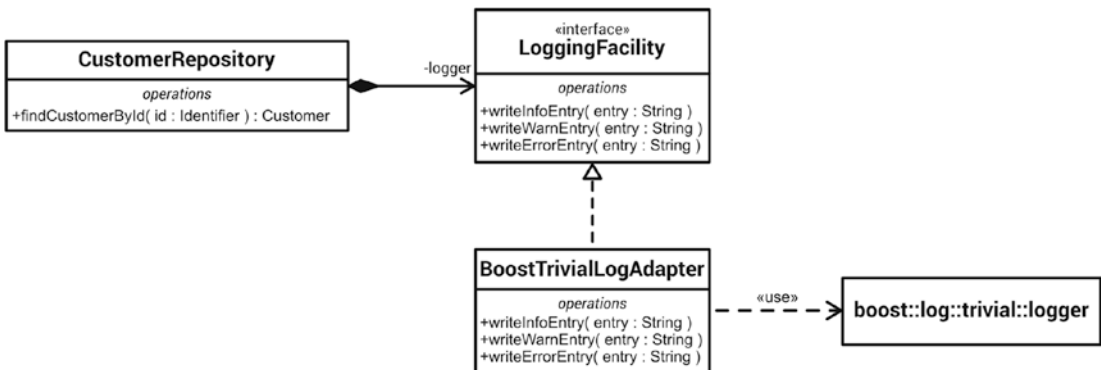 CustomerRepository
operations
+findCustomerById( id : Identifier ) : Customer
-logger
«interface»
LoggingFacility
operations
+writeInfoEntry( entry : String )
+writeWarnEntry( entry : String )
+writeErrorEntry( entry : String )
BoostTrivialLogAdapter
operations
+writeInfoEntry( entry : String )
+writeWarnEntry( entry : String )
+writeErrorEntry( entry : String )
«use»
boost::log::trivial::logger